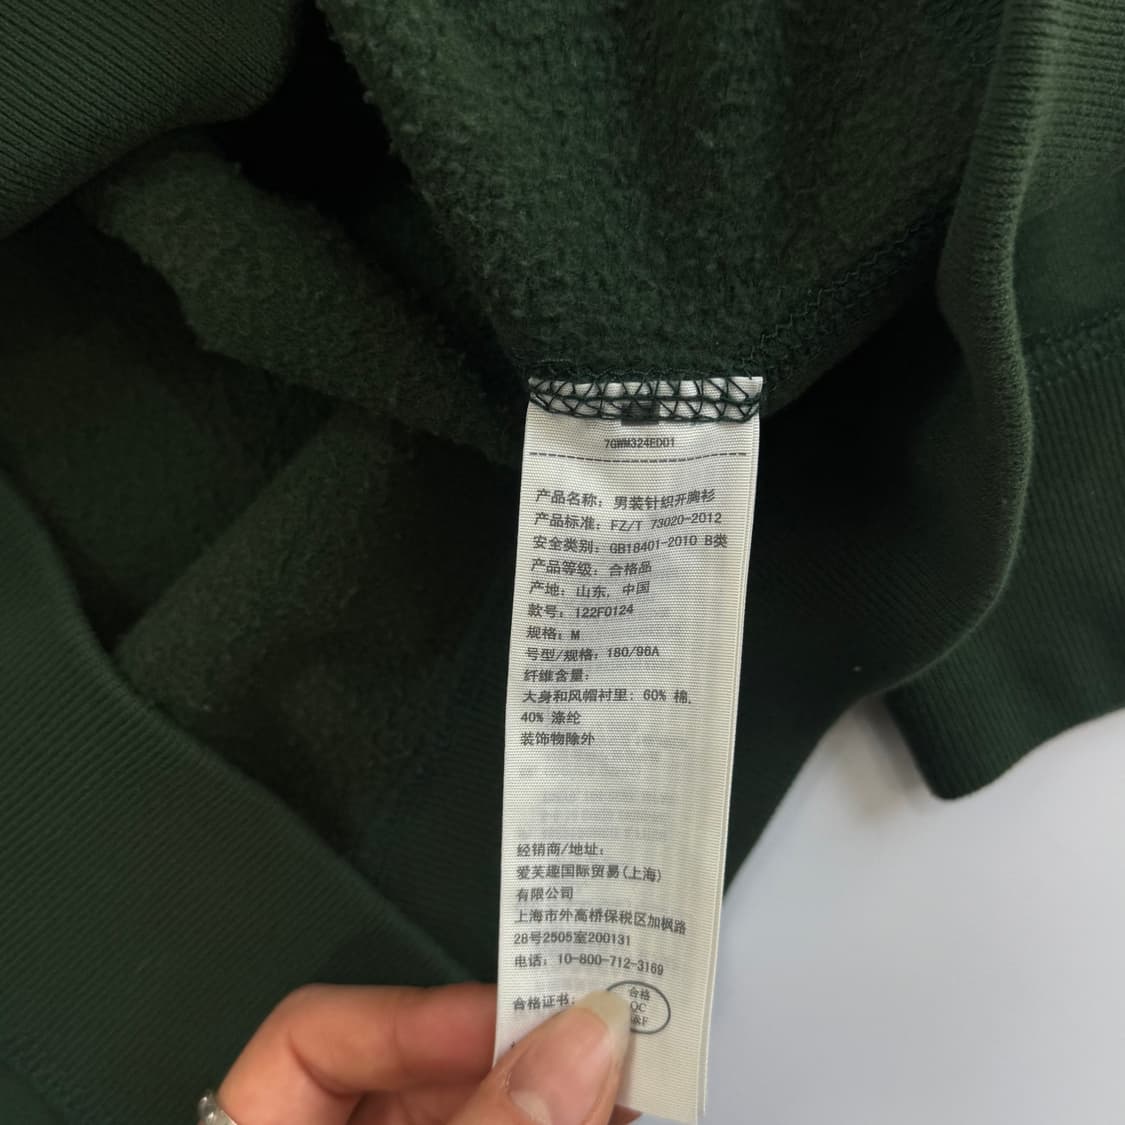 7GWM324ED01
产品名称: 男装针织开胸衫
产品标准: FZ/T 73020-2012
安全类别: GB18401-2010 B类
产品等级: 合格品
产地: 山东, 中国
款号: 122F0124
规格: M
号型/规格: 180/96A
纤维含量:
大身和风帽衬里: 60% 棉,
40% 涤纶
装饰物除外
经销商/地址:
爱芙趣国际贸易(上海)
有限公司
上海市外高桥保税区加枫路
28号2505室200131
电话: 10-800-712-3169
合格证书:
合格
QC
&F